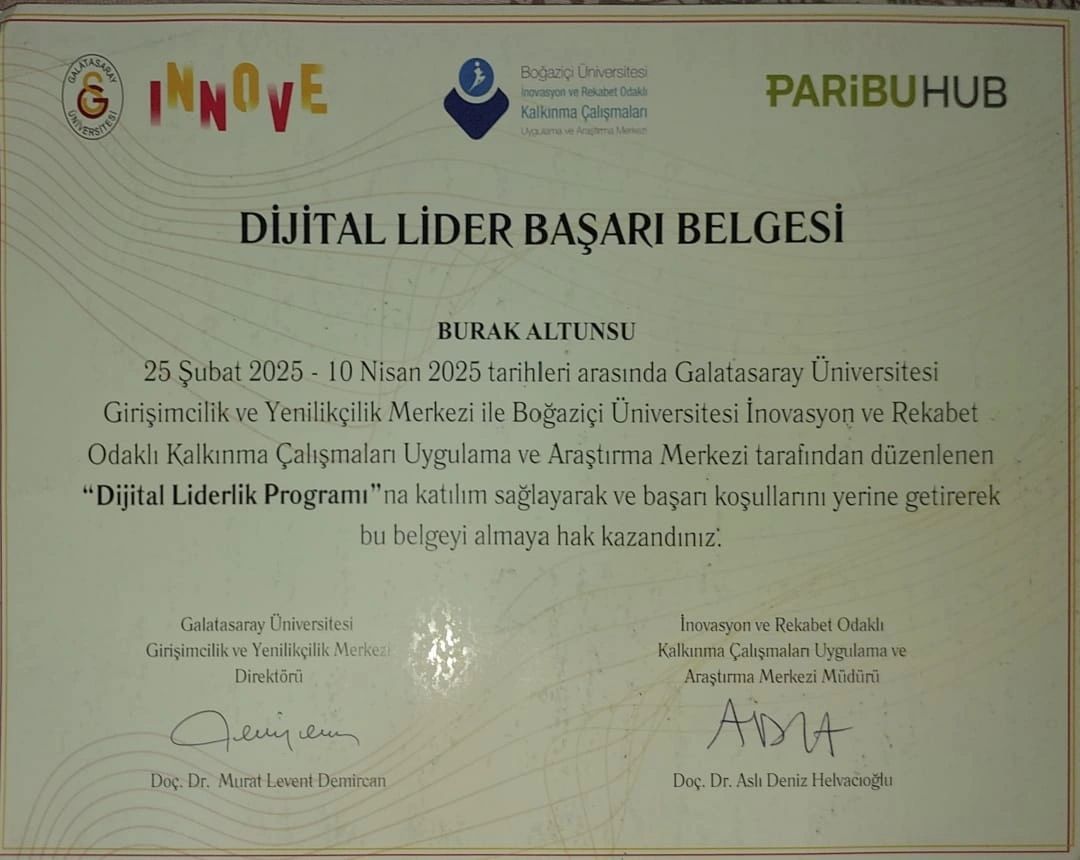 GALATASARAY ÜNİVERSİTESİ
INNOVE
Boğaziçi Üniversitesi
İnovasyon ve Rekabet Odaklı
Kalkınma Çalışmaları
Uygulama ve Araştırma Merkezi
PARiBU HUB
DİJİTAL LİDER BAŞARI BELGESİ
BURAK ALTUNSU
25 Şubat 2025 - 10 Nisan 2025 tarihleri arasında Galatasaray Üniversitesi
Girişimcilik ve Yenilikçilik Merkezi ile Boğaziçi Üniversitesi İnovasyon ve Rekabet
Odaklı Kalkınma Çalışmaları Uygulama ve Araştırma Merkezi tarafından düzenlenen
“Dijital Liderlik Programı”na katılım sağlayarak ve başarı koşullarını yerine getirerek
bu belgeyi almaya hak kazandınız.
Galatasaray Üniversitesi
Girişimcilik ve Yenilikçilik Merkezi
Direktörü
Doç. Dr. Murat Levent Demircan
İnovasyon ve Rekabet Odaklı
Kalkınma Çalışmaları Uygulama ve
Araştırma Merkezi Müdürü
Doç. Dr. Aslı Deniz Helvacıoğlu